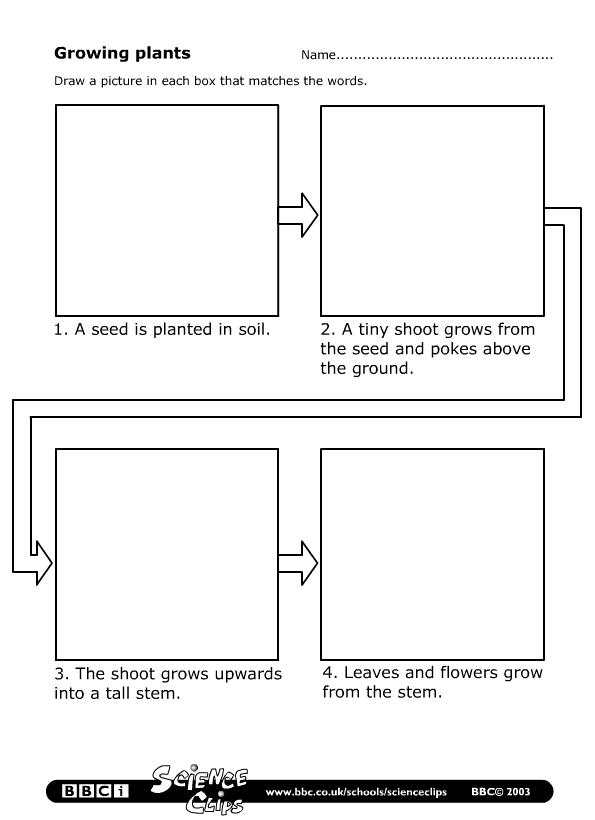 Growing plants
Name..................................................
Draw a picture in each box that matches the words.
1. A seed is planted in soil.
2. A tiny shoot grows from
the seed and pokes above
the ground.
3. The shoot grows upwards
into a tall stem.
4. Leaves and flowers grow
from the stem.
BBCi
SCIENCE
CLIPS
www.bbc.co.uk/schools/scienceclips
BBC© 2003